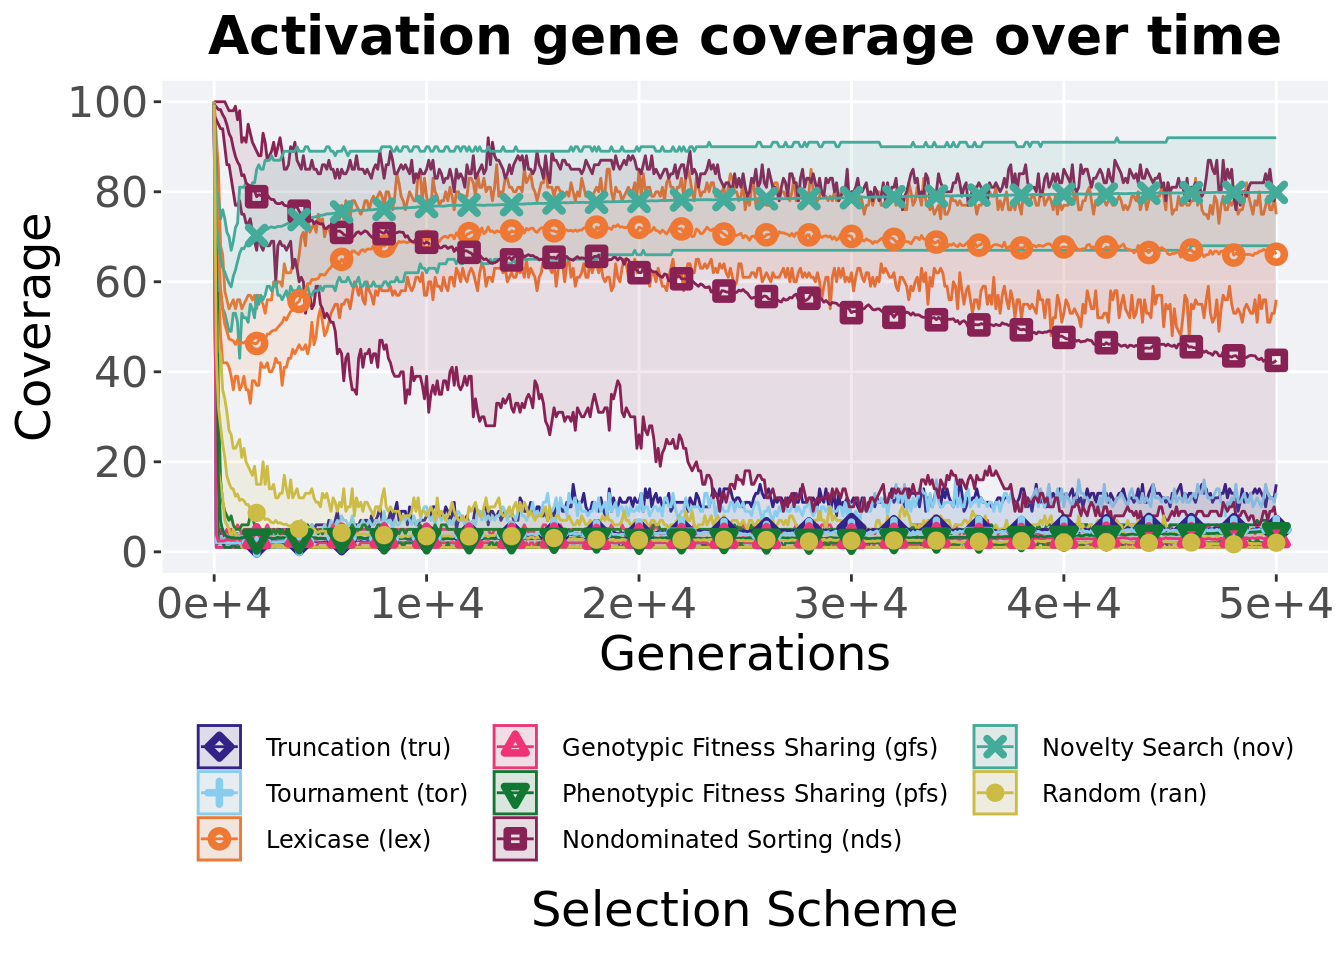 Activation gene coverage over time
Coverage
100
80
60
40
20
0
0e+4 1e+4 2e+4 3e+4 4e+4 5e+4
Generations
Truncation (tru) Genotypic Fitness Sharing (gfs) Novelty Search (nov)
Tournament (tor) Phenotypic Fitness Sharing (pfs) Random (ran)
Lexicase (lex) Nondominated Sorting (nds)
Selection Scheme